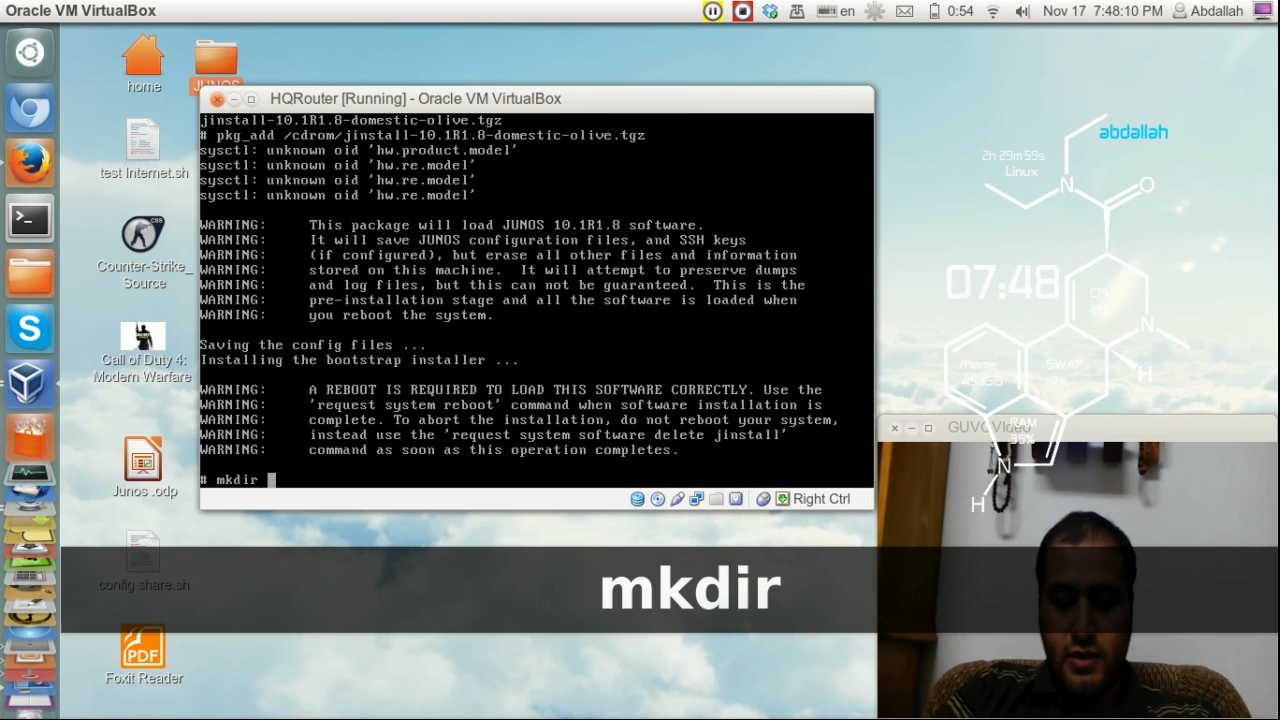 Oracle VM VirtualBox
en
0:54
Nov 17 7:48:10 PM
Abdallah
home
JUNOS
test Internet.sh
Counter-Strike_
Source
Call of Duty 4:
Modern Warfare
Junos .odp
config share.sh
PDF
Foxit Reader
HQRouter [Running] - Oracle VM VirtualBox
jinstall-10.1R1.8-domestic-olive.tgz
# pkg_add /cdrom/jinstall-10.1R1.8-domestic-olive.tgz
sysctl: unknown oid 'hw.product.model'
sysctl: unknown oid 'hw.re.model'
sysctl: unknown oid 'hw.re.model'
sysctl: unknown oid 'hw.re.model'
WARNING: This package will load JUNOS 10.1R1.8 software.
WARNING: It will save JUNOS configuration files, and SSH keys
WARNING: (if configured), but erase all other files and information
WARNING: stored on this machine. It will attempt to preserve dumps
WARNING: and log files, but this can not be guaranteed. This is the
WARNING: pre-installation stage and all the software is loaded when
WARNING: you reboot the system.
Saving the config files ...
Installing the bootstrap installer ...
WARNING: A REBOOT IS REQUIRED TO LOAD THIS SOFTWARE CORRECTLY. Use the
WARNING: 'request system reboot' command when software installation is
WARNING: complete. To abort the installation, do not reboot your system,
WARNING: instead use the 'request system software delete jinstall'
WARNING: command as soon as this operation completes.
# mkdir
Right Ctrl
abdallah
2h 29m 59s
Linux
N
O
07:48
CPU
N
/Home
SWAP
H
RAM
GUVCVideo
N
H
mkdir